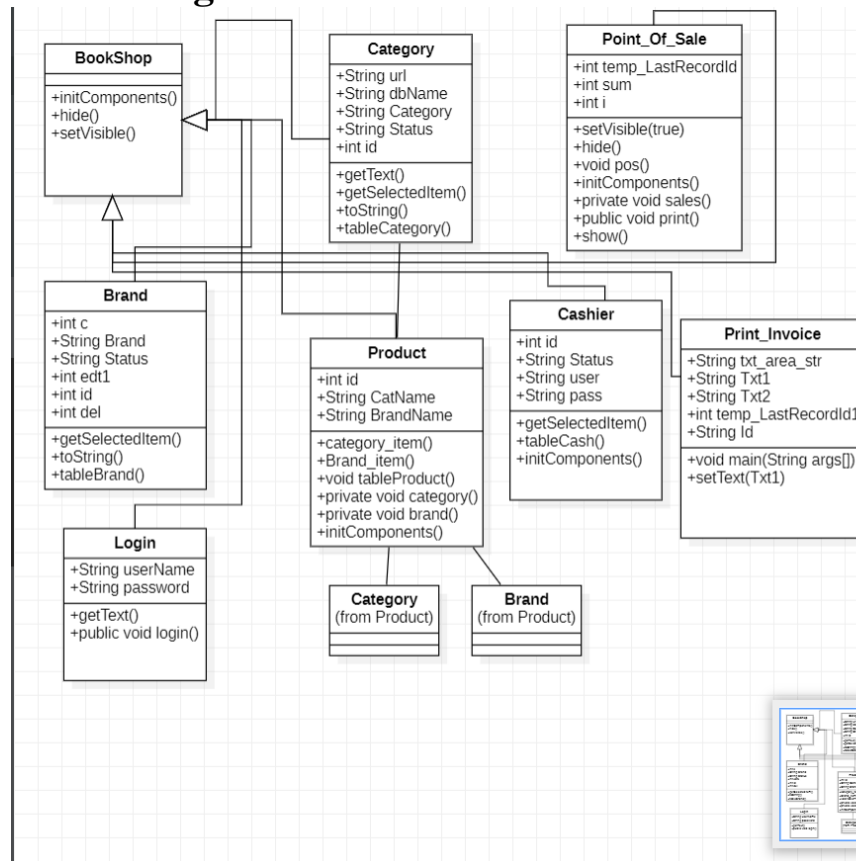 BookShop
+initComponents()
+hide()
+setVisible()
Category
+String url
+String dbName
+String Category
+String Status
+int id
+getText()
+getSelectedItem()
+toString()
+tableCategory()
Point_Of_Sale
+int temp_LastRecordId
+int sum
+int i
+setVisible(true)
+hide()
+void pos()
+initComponents()
+private void sales()
+public void print()
+show()
Brand
+int c
+String Brand
+String Status
+int edt1
+int id
+int del
+getSelectedItem()
+toString()
+tableBrand()
Product
+int id
+String CatName
+String BrandName
+category_item()
+Brand_item()
+void tableProduct()
+private void category()
+private void brand()
+initComponents()
Cashier
+int id
+String Status
+String user
+String pass
+getSelectedItem()
+tableCash()
+initComponents()
Print_Invoice
+String txt_area_str
+String Txt1
+String Txt2
+int temp_LastRecordId1
+String Id
+void main(String args[])
+setText(Txt1)
Login
+String userName
+String password
+getText()
+public void login()
Category
(from Product)
Brand
(from Product)